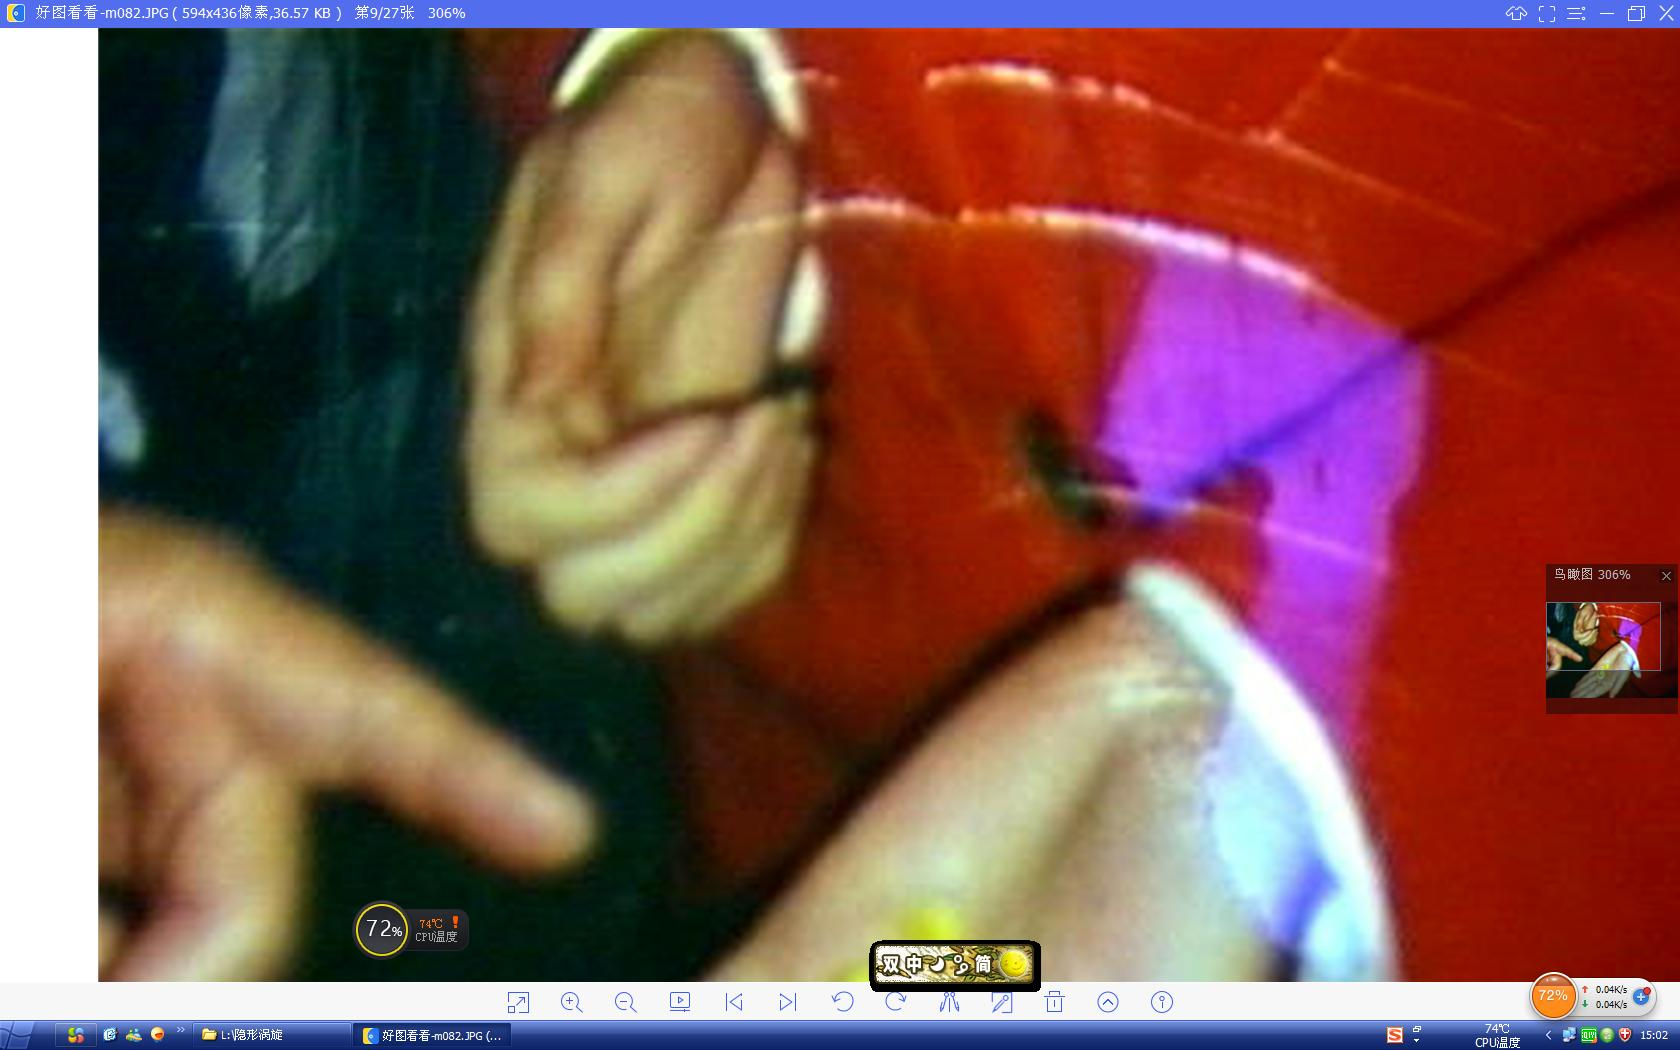 好图看看-m082.JPG ( 594x436像素,36.57 KB ) 第9/27张 306%
鸟瞰图 306%
72%
74℃
CPU温度
双中 简
72%
0.04K/s
0.04K/s
L:\隐形涡旋
好图看看-m082.JPG (...
74℃
CPU温度
15:02